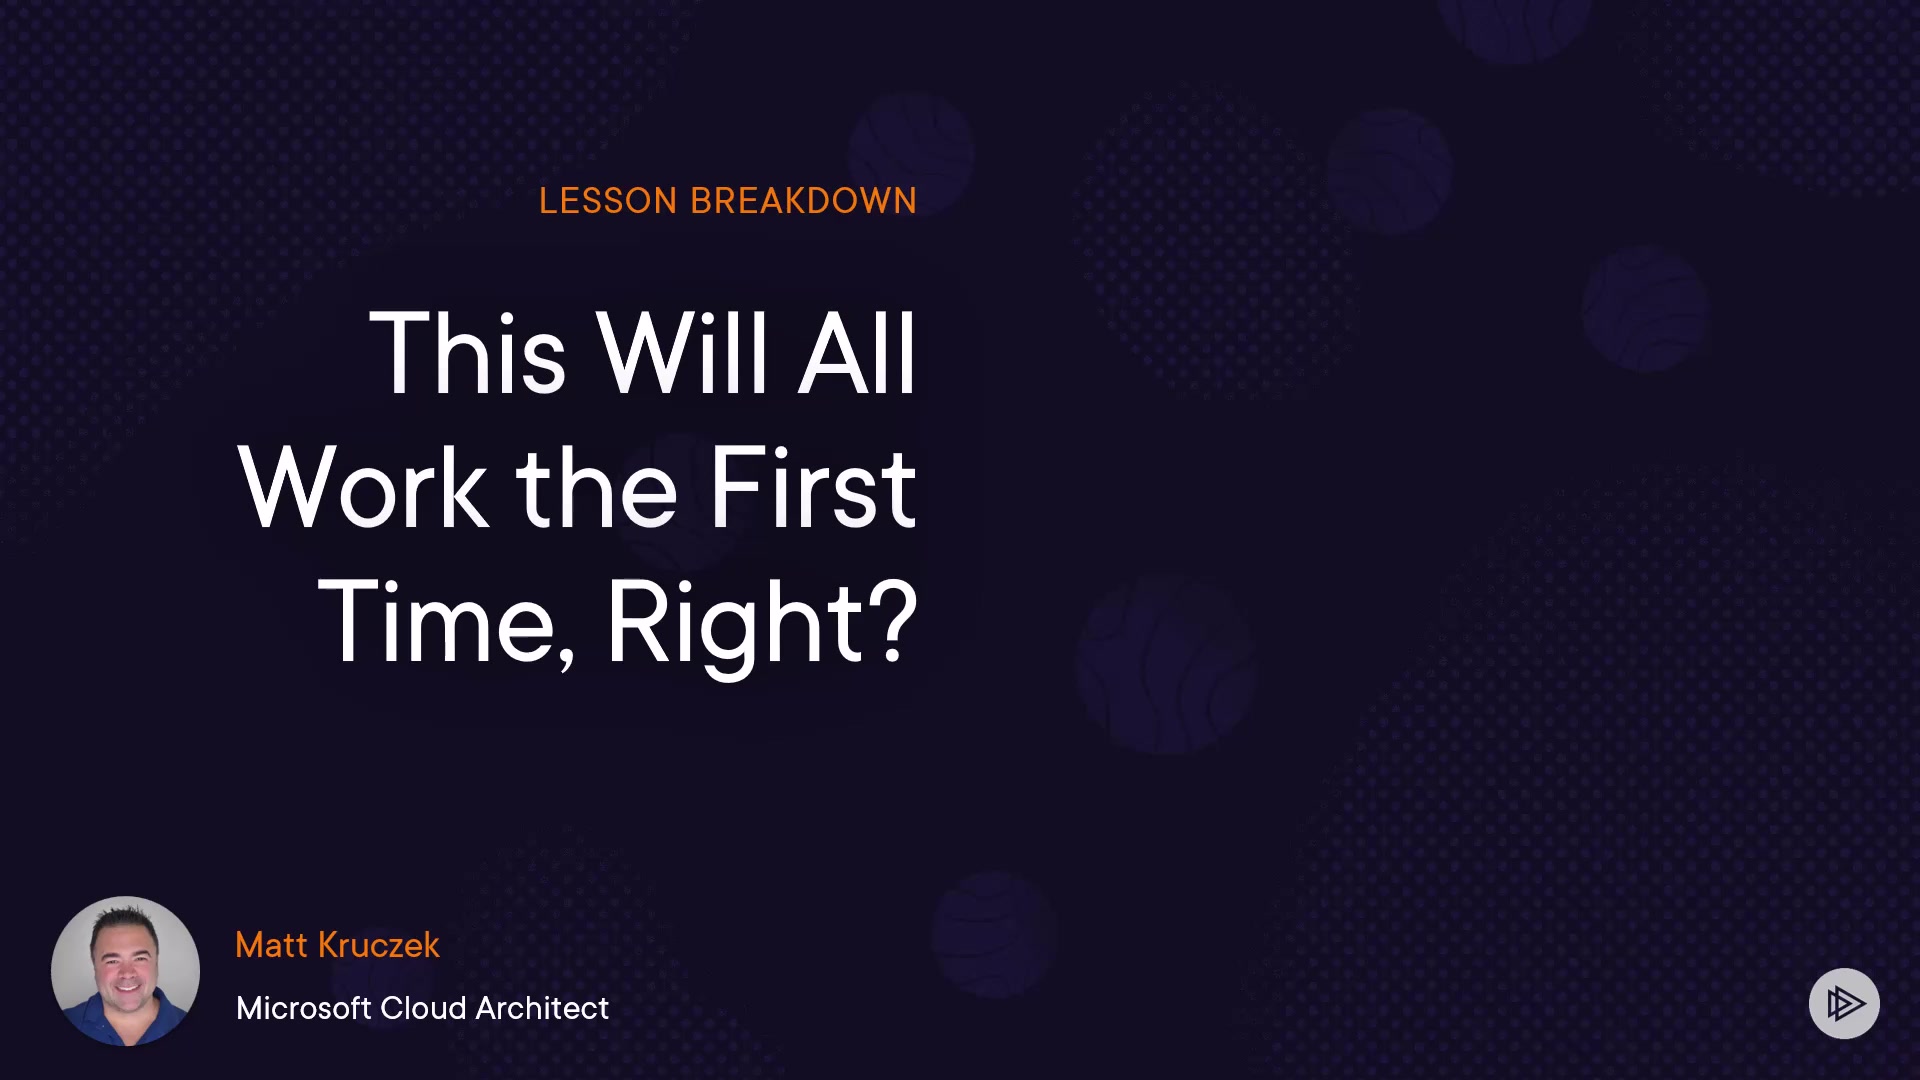 LESSON BREAKDOWN
This Will All
Work the First
Time, Right?
Matt Kruczek
Microsoft Cloud Architect